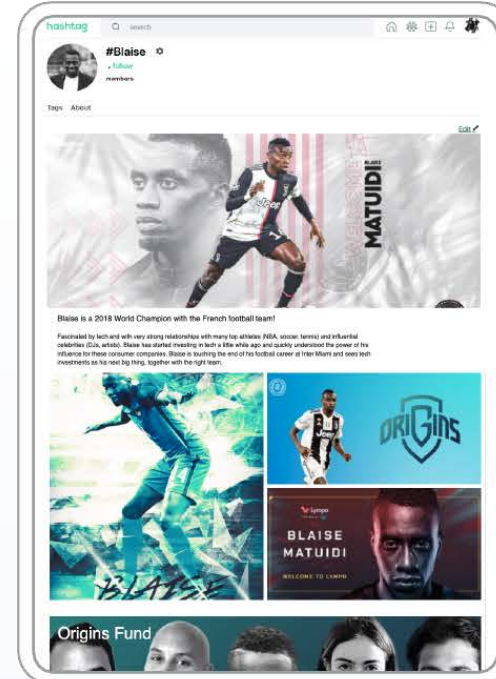 hashtag
search
#Blaise
follow
members
Tags About
Edit
WELCOME
BLAISE
MATUIDI
Jeep
Blaise is a 2018 World Champion with the French football team!
Fascinated by tech and with very strong relationships with many top athletes (NBA, soccer, tennis) and influential
celebrities (DJs, artists). Blaise has started investing in tech a little while ago and quickly understood the power of his
influence for these consumer companies. Blaise is touching the end of his football career at Inter Miami and sees tech
investments as his next big thing, together with the right team.
BLAISE
Jeep
ORIGINS
Lympo
BLAISE
MATUIDI
WELCOME TO LYMPO
Origins Fund